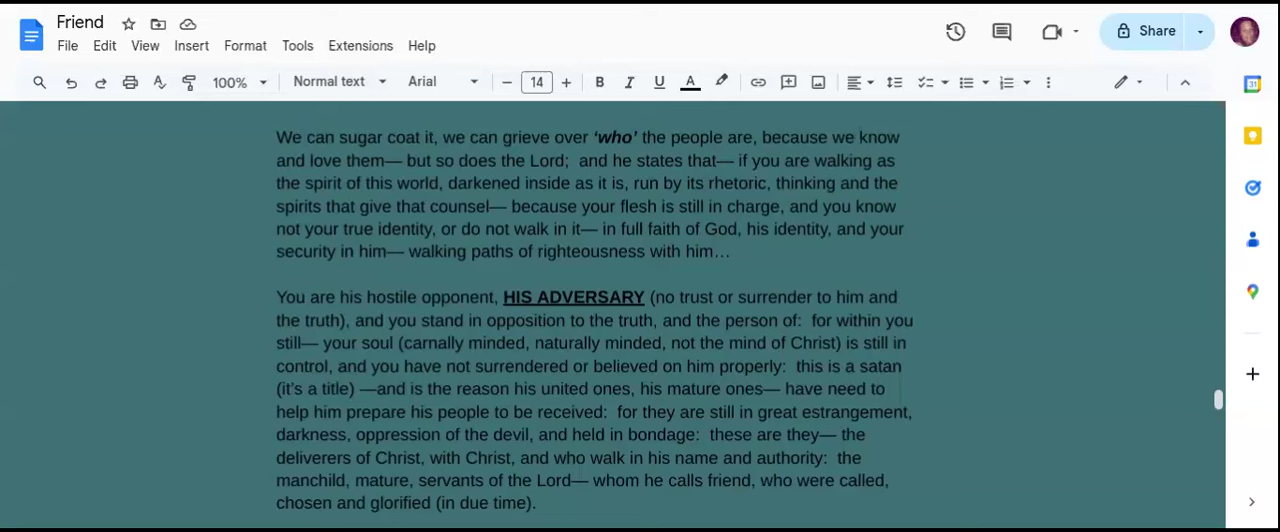 Friend
File Edit View Insert Format Tools Extensions Help
Share
100% Normal text Arial 14 B I U A
We can sugar coat it, we can grieve over ‘who’ the people are, because we know
and love them— but so does the Lord;  and he states that— if you are walking as
the spirit of this world, darkened inside as it is, run by its rhetoric, thinking and the
spirits that give that counsel— because your flesh is still in charge, and you know
not your true identity, or do not walk in it— in full faith of God, his identity, and your
security in him— walking paths of righteousness with him…
You are his hostile opponent, HIS ADVERSARY (no trust or surrender to him and
the truth), and you stand in opposition to the truth, and the person of:  for within you
still— your soul (carnally minded, naturally minded, not the mind of Christ) is still in
control, and you have not surrendered or believed on him properly:  this is a satan
(it’s a title) —and is the reason his united ones, his mature ones— have need to
help him prepare his people to be received:  for they are still in great estrangement,
darkness, oppression of the devil, and held in bondage:  these are they— the
deliverers of Christ, with Christ, and who walk in his name and authority:  the
manchild, mature, servants of the Lord— whom he calls friend, who were called,
chosen and glorified (in due time).